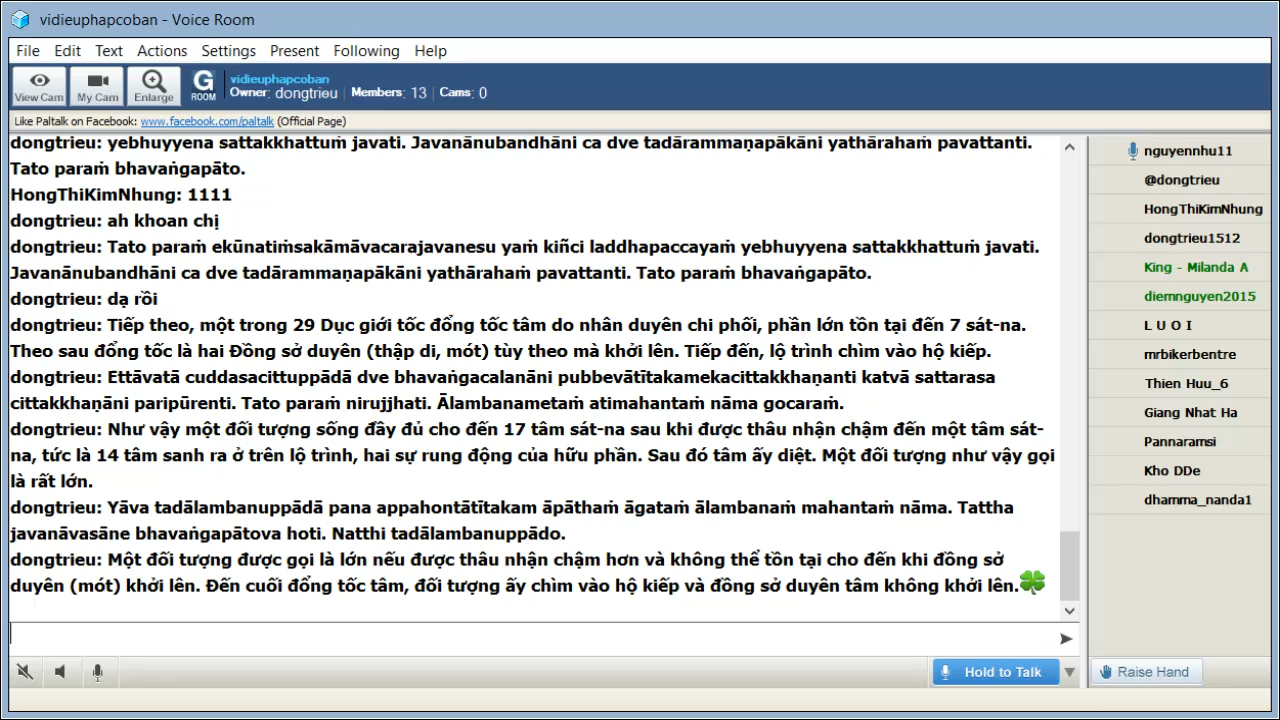 vidieuphapcoban - Voice Room
File Edit Text Actions Settings Present Following Help
View Cam My Cam Enlarge G ROOM
vidieuphapcoban
Owner: dongtrieu | Members: 13 | Cams: 0
Like Paltalk on Facebook: www.facebook.com/paltalk (Official Page)
dongtrieu: yebhuyyena sattakkhattuṁ javati. Javanānubandhāni ca dve tadārammaṇapākāni yathārahaṁ pavattanti.
Tato paraṁ bhavaṅgapāto.
HongThiKimNhung: 1111
dongtrieu: ah khoan chị
dongtrieu: Tato paraṁ ekūnatiṁsakāmāvacarajavanesu yaṁ kiñci laddhapaccayaṁ yebhuyyena sattakkhattuṁ javati.
Javanānubandhāni ca dve tadārammaṇapākāni yathārahaṁ pavattanti. Tato paraṁ bhavaṅgapāto.
dongtrieu: dạ rồi
dongtrieu: Tiếp theo, một trong 29 Dục giới tốc đổng tốc tâm do nhân duyên chi phối, phần lớn tồn tại đến 7 sát-na.
Theo sau đổng tốc là hai Đồng sở duyên (thập di, mót) tùy theo mà khởi lên. Tiếp đến, lộ trình chìm vào hộ kiếp.
dongtrieu: Ettāvatā cuddasacittuppādā dve bhavaṅgacalanāni pubbevātītakamekacittakkhaṇanti katvā sattarasa
cittakkhaṇāni paripūrenti. Tato paraṁ nirujjhati. Ālambanametaṁ atimahantaṁ nāma gocaraṁ.
dongtrieu: Như vậy một đối tượng sống đầy đủ cho đến 17 tâm sát-na sau khi được thâu nhận chậm đến một tâm sát-
na, tức là 14 tâm sanh ra ở trên lộ trình, hai sự rung động của hữu phần. Sau đó tâm ấy diệt. Một đối tượng như vậy gọi
là rất lớn.
dongtrieu: Yāva tadālambanuppādā pana appahontātītakam āpāthaṁ āgataṁ ālambanaṁ mahantaṁ nāma. Tattha
javanāvasāne bhavaṅgapātova hoti. Natthi tadālambanuppādo.
dongtrieu: Một đối tượng được gọi là lớn nếu được thâu nhận chậm hơn và không thể tồn tại cho đến khi đồng sở
duyên (mót) khởi lên. Đến cuối đổng tốc tâm, đối tượng ấy chìm vào hộ kiếp và đồng sở duyên tâm không khởi lên.
nguyennhu11
@dongtrieu
HongThiKimNhung
dongtrieu1512
King - Milanda A
diemnguyen2015
L U O I
mrbikerbentre
Thien Huu_6
Giang Nhat Ha
Pannaramsi
Kho DDe
dhamma_nanda1
Hold to Talk
Raise Hand